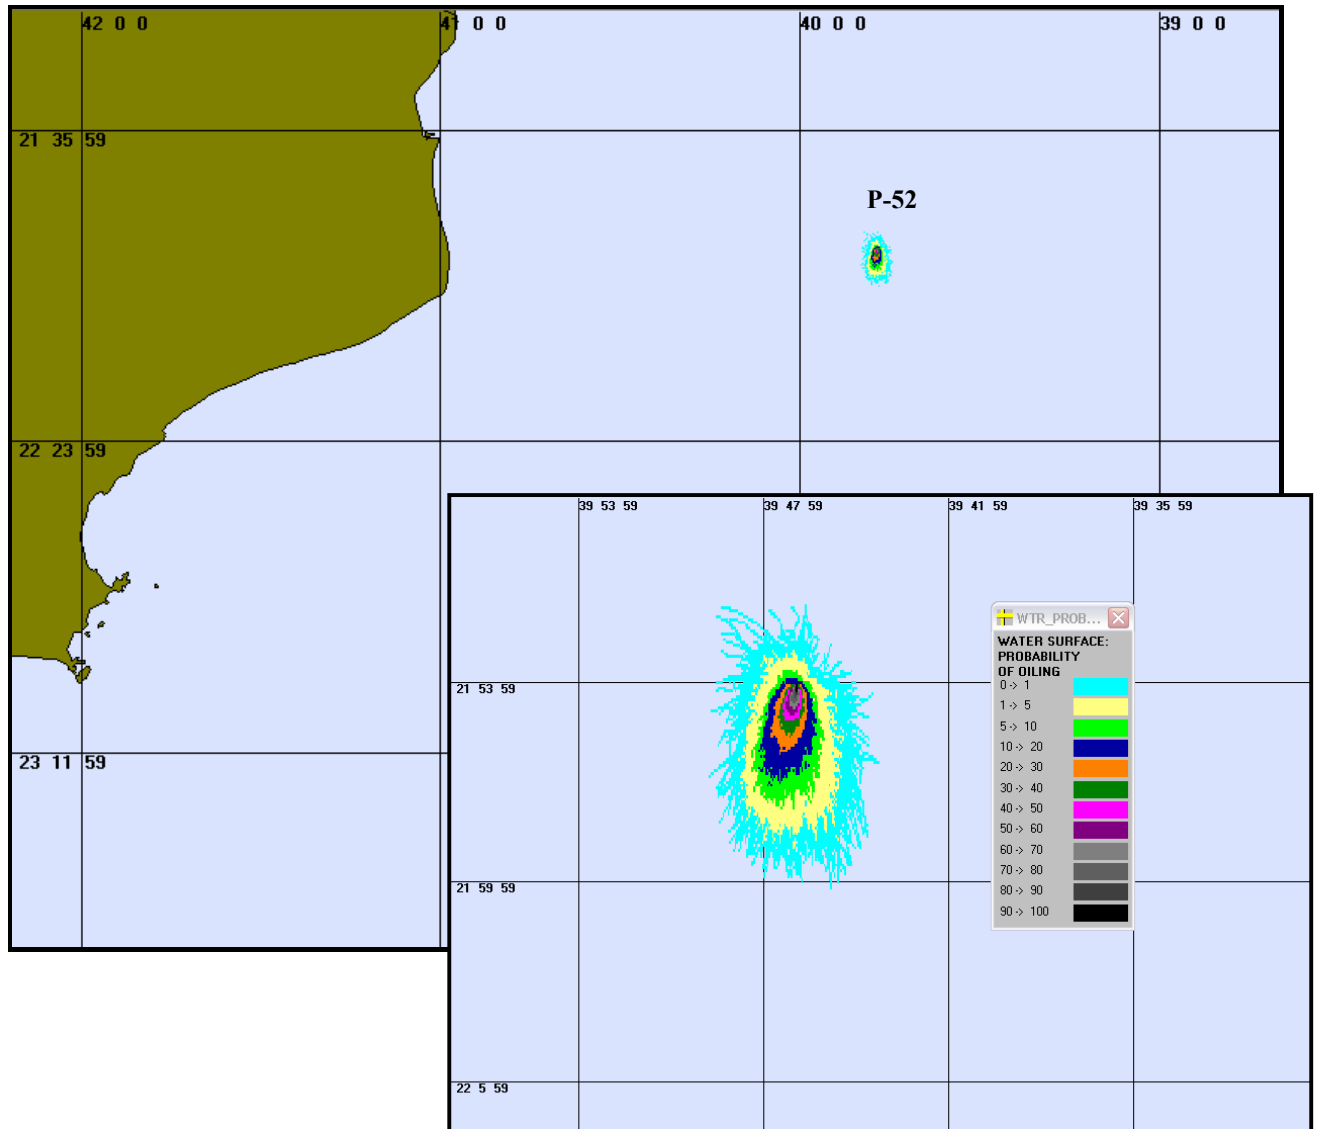 42 0 0
41 0 0
40 0 0
39 0 0
21 35 59
P-52
22 23 59
23 11 59
39 53 59
39 47 59
39 41 59
39 35 59
WTR_PROB...
WATER SURFACE:
PROBABILITY
OF OILING
0 -> 1
1 -> 5
5 -> 10
10 -> 20
20 -> 30
30 -> 40
40 -> 50
50 -> 60
60 -> 70
70 -> 80
80 -> 90
90 -> 100
21 53 59
21 59 59
22 5 59